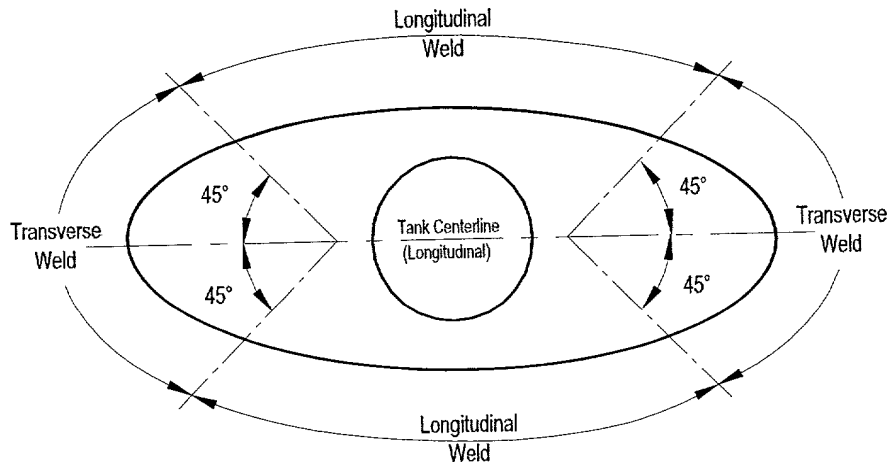 Longitudinal
Weld
45°
45°
Transverse
Weld
Tank Centerline
(Longitudinal)
Transverse
Weld
45°
45°
Longitudinal
Weld